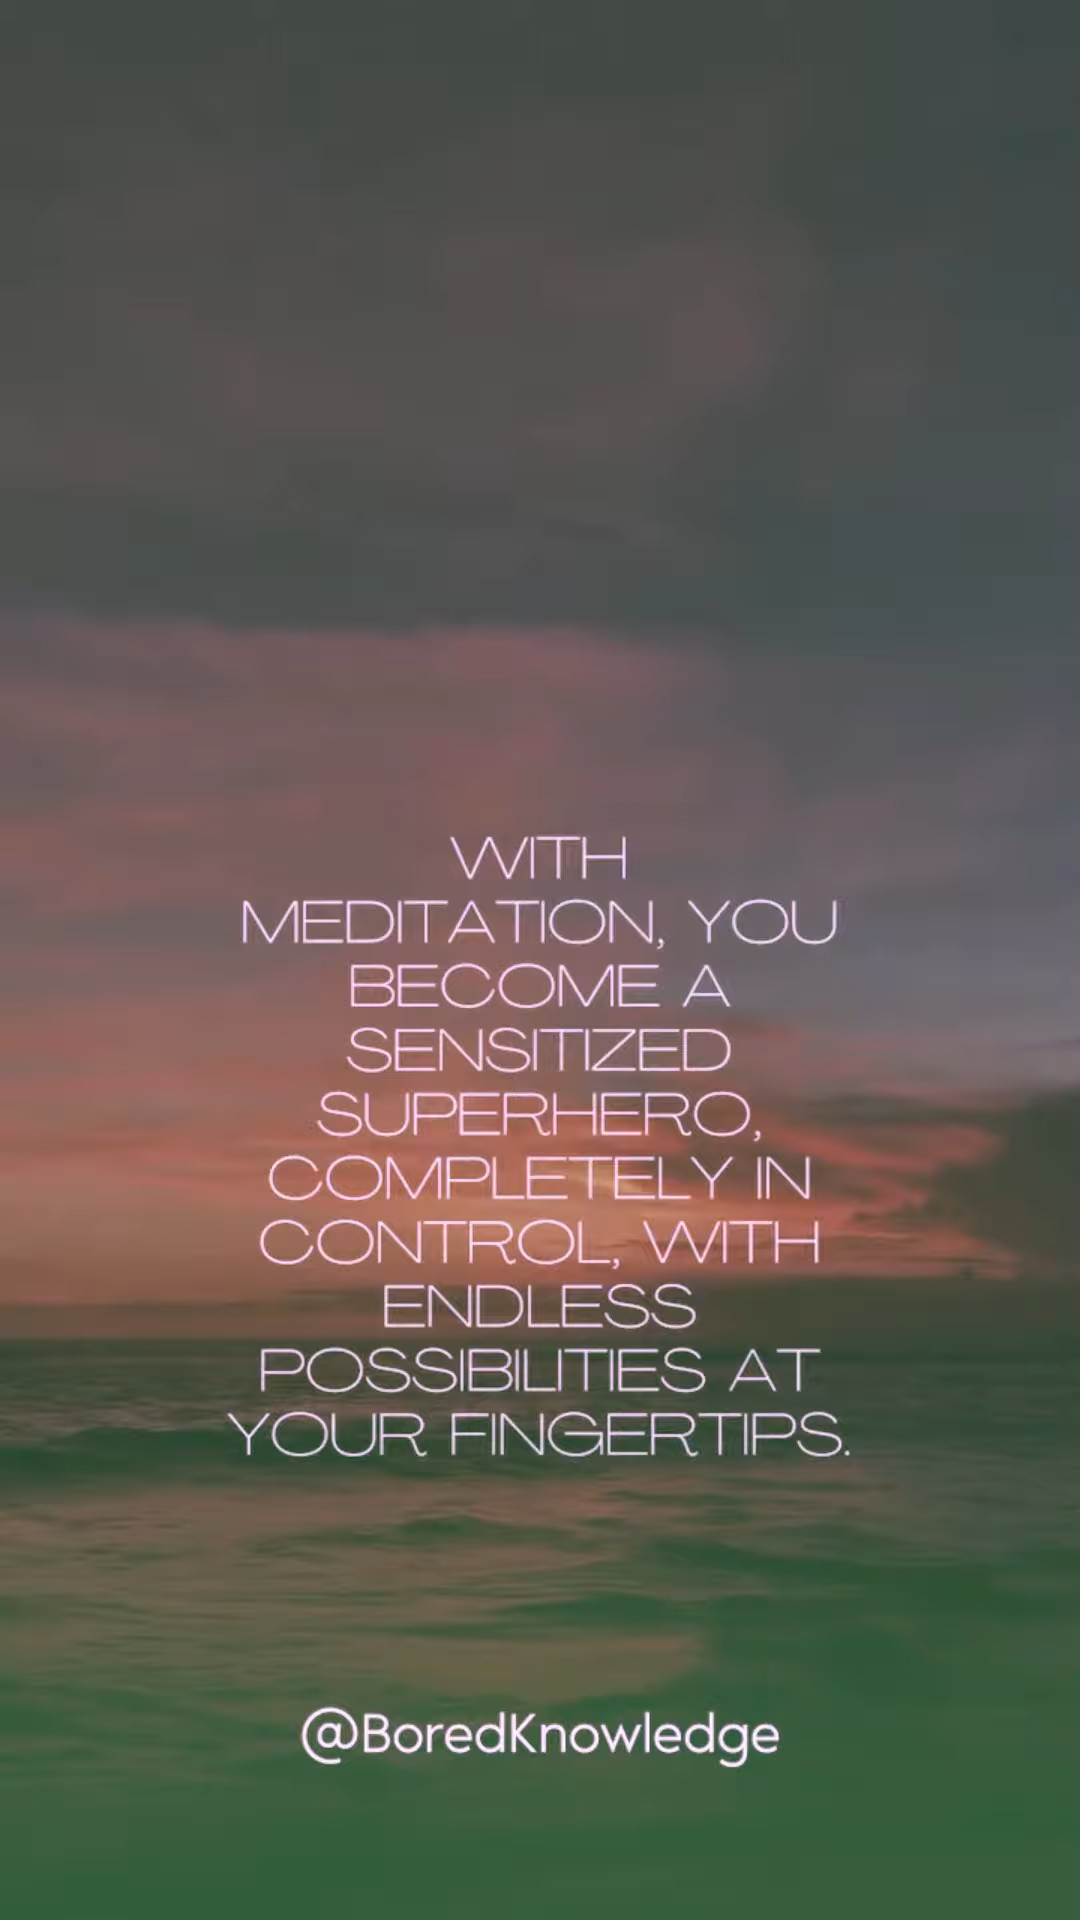 WITH
MEDITATION, YOU
BECOME A
SENSITIZED
SUPERHERO,
COMPLETELY IN
CONTROL, WITH
ENDLESS
POSSIBILITIES AT
YOUR FINGERTIPS.
@BoredKnowledge